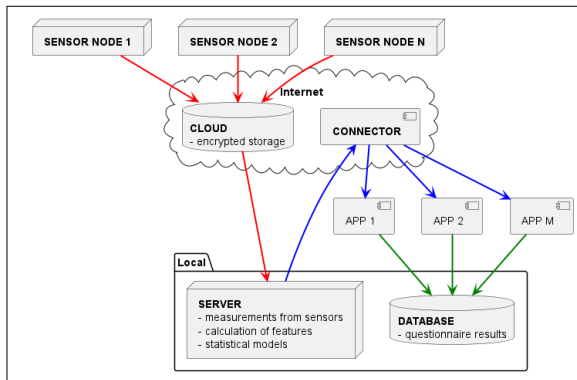 SENSOR NODE 1
SENSOR NODE 2
SENSOR NODE N
Internet
CLOUD
- encrypted storage
CONNECTOR
APP 1
APP 2
APP M
Local
SERVER
- measurements from sensors
- calculation of features
- statistical models
DATABASE
- questionnaire results